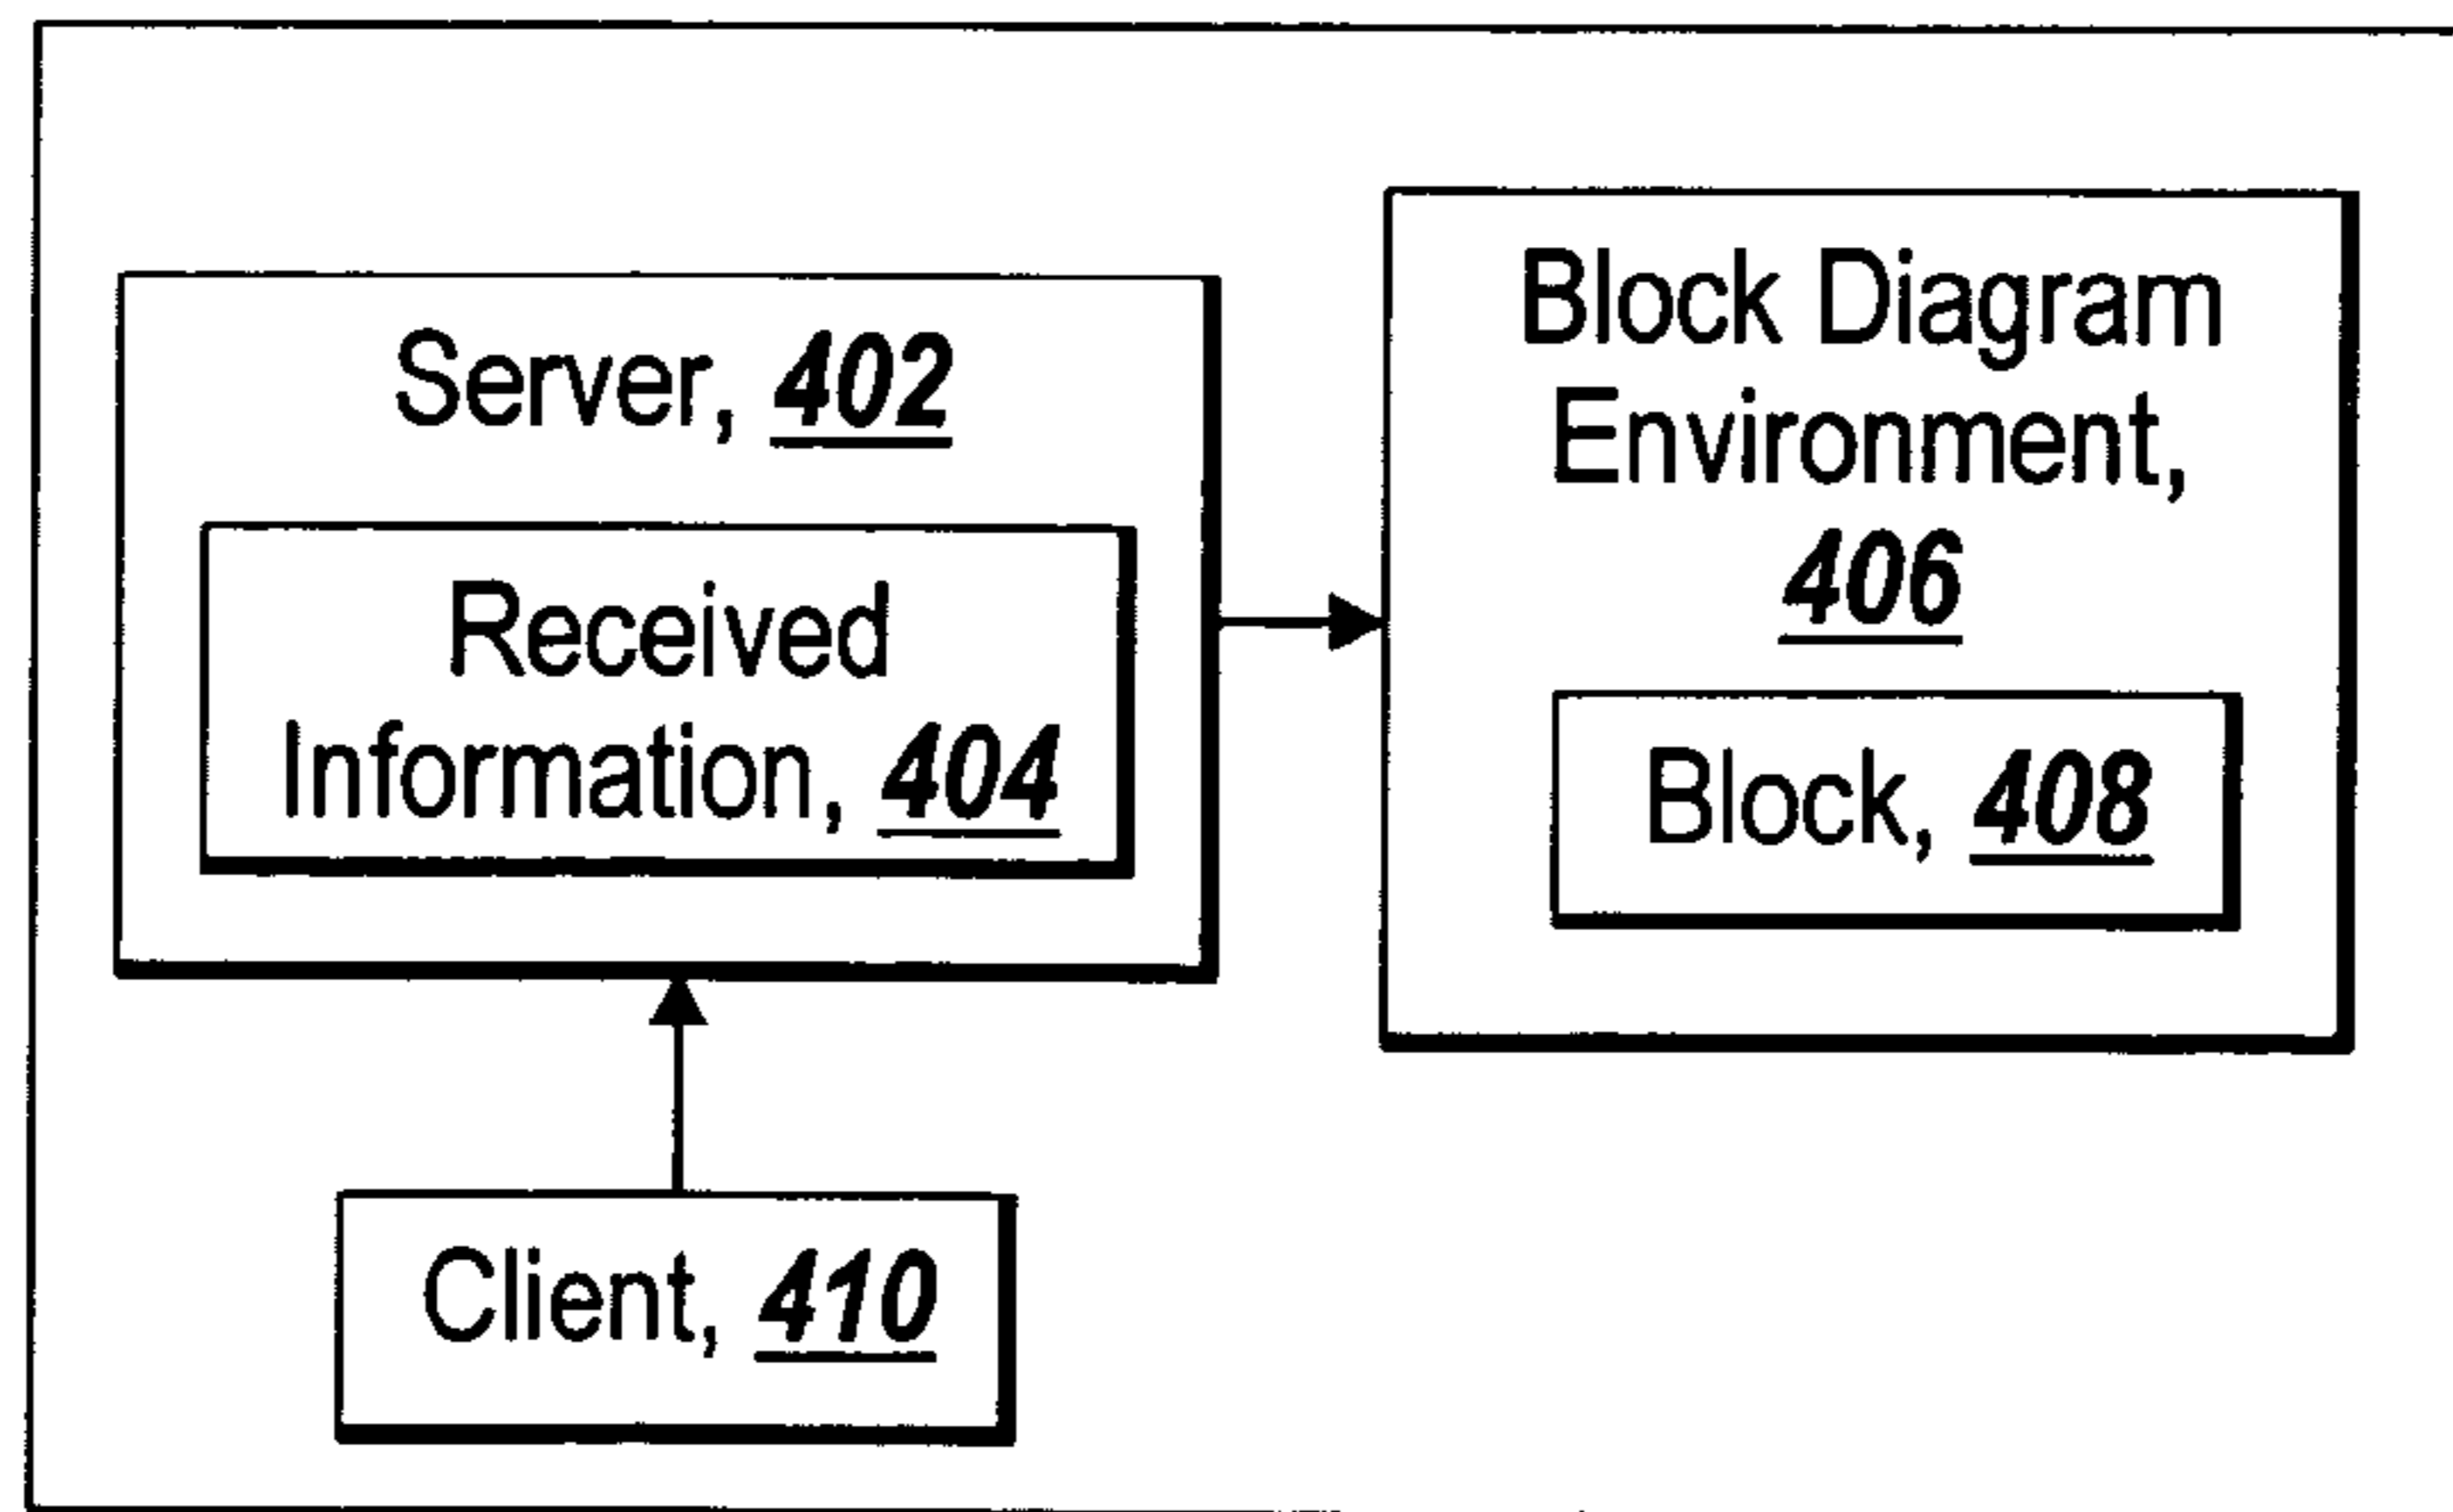 Server, 402
Received
Information, 404
Block Diagram
Environment,
406
Block, 408
Client, 410